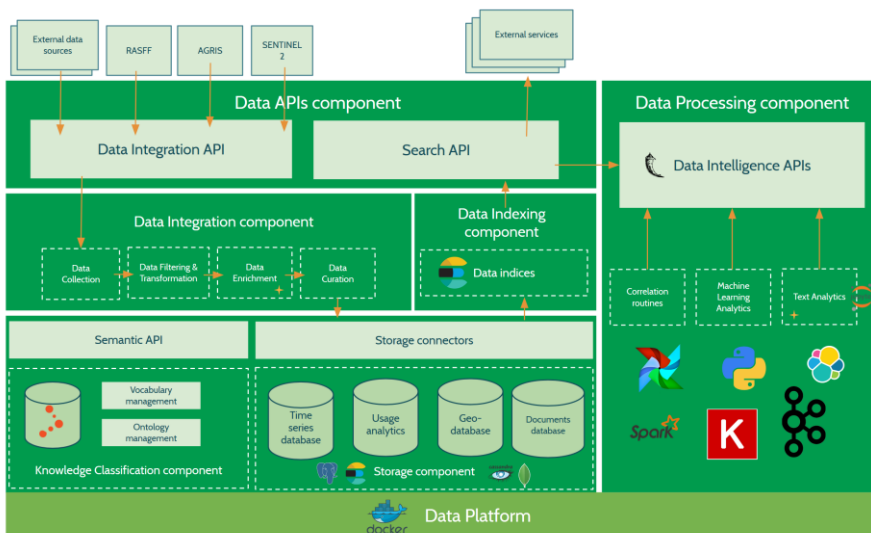 External data
sources
RASFF
AGRIS
SENTINEL
2
External services
Data APIs component
Data Integration API
Search API
Data Processing component
Data Intelligence APIs
Data Integration component
Data
Collection
Data Filtering &
Transformation
Data
Enrichment
Data
Curation
Data Indexing
component
Data indices
Correlation
routines
Machine
Learning
Analytics
Text Analytics
Semantic API
Storage connectors
Vocabulary
management
Ontology
management
Knowledge Classification component
Time
series
database
Usage
analytics
Geo-
database
Documents
database
Storage component
cassandra
Spark
K
docker
Data Platform